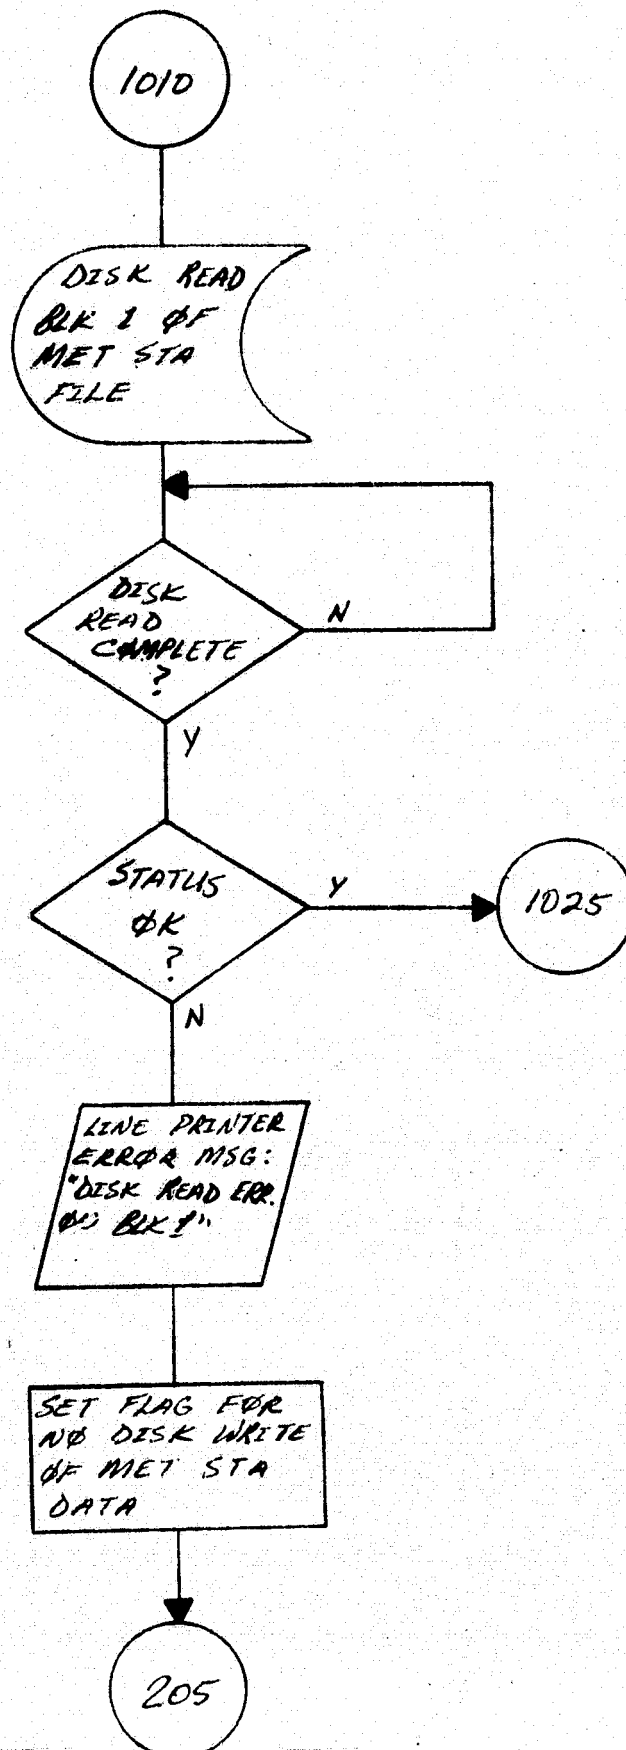 1010
DISK READ
BLK 1 ØF
MET STA
FILE
DISK
READ
CØMPLETE
?
N
Y
STATUS
ØK
?
Y
1025
N
LINE PRINTER
ERRØR MSG:
"DISK READ ERR.
BLK 1"
SET FLAG FØR
NØ DISK WRITE
ØF MET STA
DATA
205